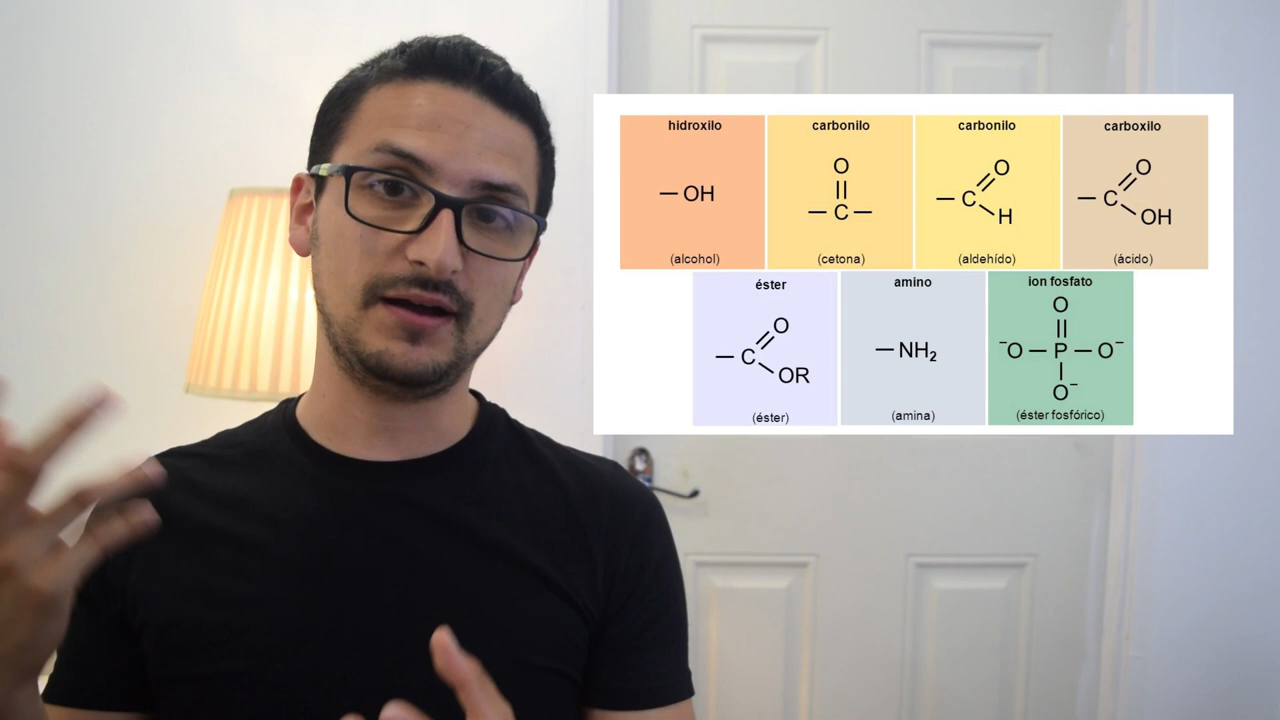 hidroxilo
— OH
(alcohol)
carbonilo
O
— C —
(cetona)
carbonilo
O
— C
H
(aldehído)
carboxilo
O
— C
OH
(ácido)
éster
O
— C
OR
(éster)
amino
— NH₂
(amina)
ion fosfato
O
⁻O — P — O⁻
O⁻
(éster fosfórico)